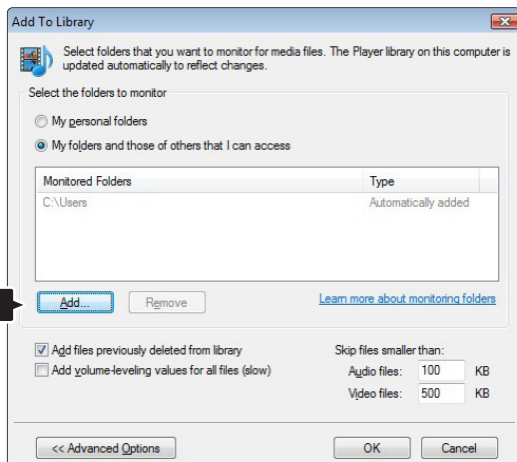 Add To Library
Select folders that you want to monitor for media files. The Player library on this computer is
updated automatically to reflect changes.
Select the folders to monitor
My personal folders
My folders and those of others that I can access
Monitored Folders Type
C:\Users Automatically added
Add... Remove Learn more about monitoring folders
Add files previously deleted from library Skip files smaller than:
Add volume-leveling values for all files (slow) Audio files: 100 KB
Video files: 500 KB
<< Advanced Options OK Cancel